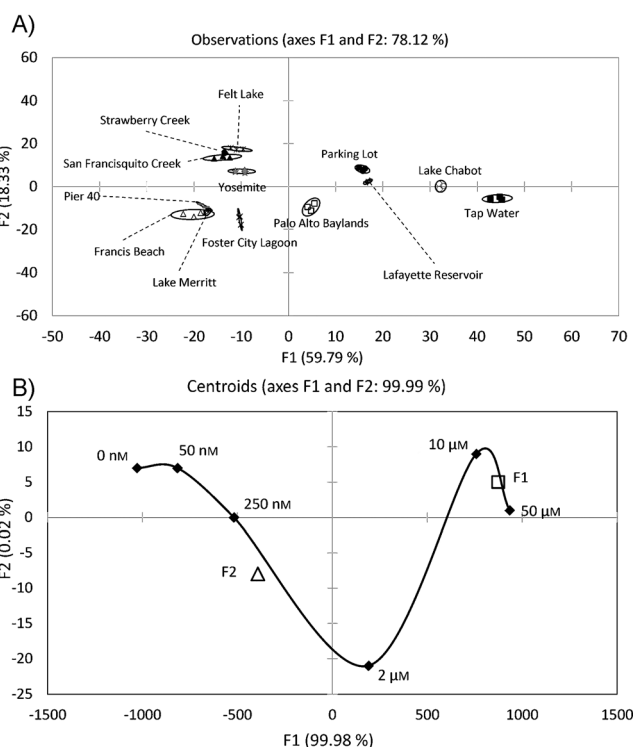 A)
Observations (axes F1 and F2: 78.12 %)
60
40
20
0
-20
-40
-60
F2 (18.33 %)
Felt Lake
Strawberry Creek
San Francisquito Creek
Yosemite
Pier 40
Francis Beach
Lake Merritt
Foster City Lagoon
Parking Lot
Lake Chabot
Palo Alto Baylands
Tap Water
Lafayette Reservoir
-50 -40 -30 -20 -10 0 10 20 30 40 50 60 70
F1 (59.79 %)
B)
Centroids (axes F1 and F2: 99.99 %)
15
10
5
0
-5
-10
-15
-20
-25
F2 (0.02 %)
0 nM
50 nM
250 nM
F2
10 µM
F1
50 µM
2 µM
-1500 -1000 -500 0 500 1000 1500
F1 (99.98 %)